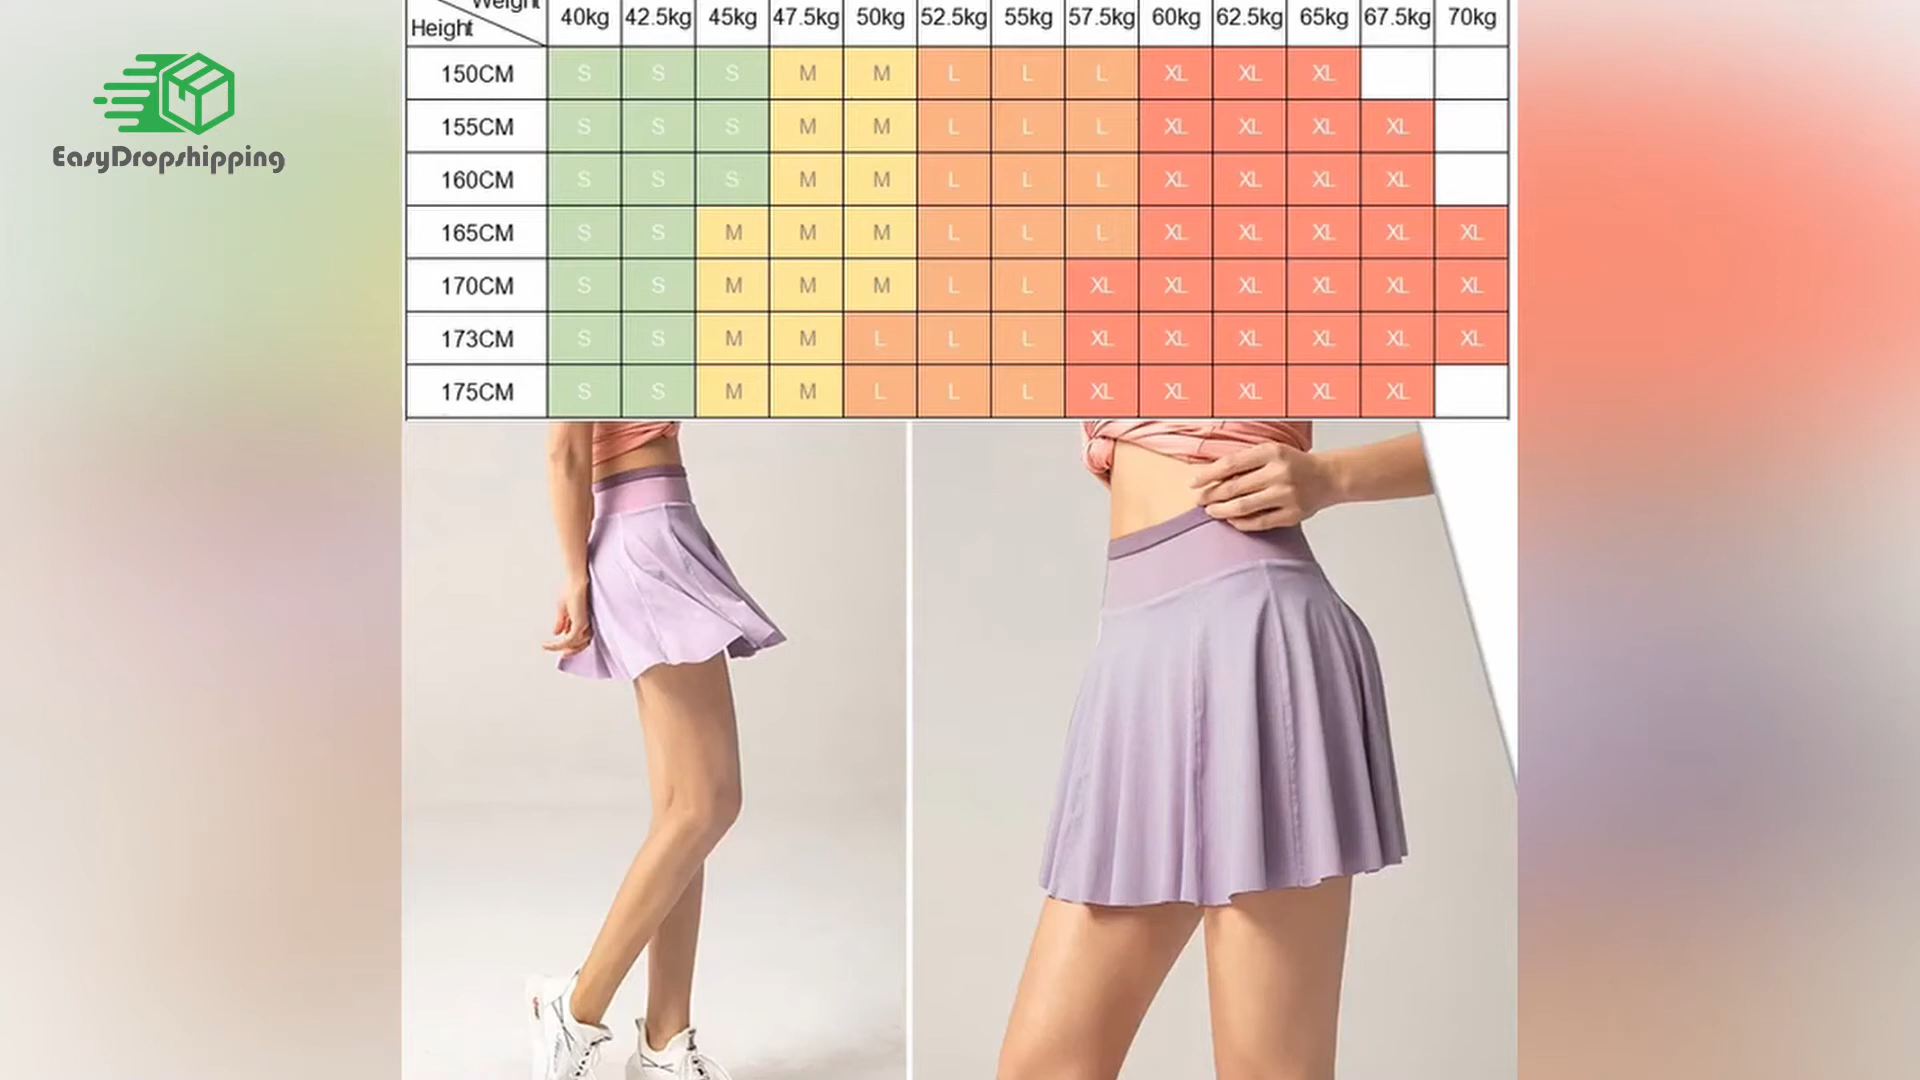 Weight
Height 40kg 42.5kg 45kg 47.5kg 50kg 52.5kg 55kg 57.5kg 60kg 62.5kg 65kg 67.5kg 70kg
150CM S S S M M L L L XL XL XL
EasyDropshipping
155CM S S S M M L L L XL XL XL XL
160CM S S S M M L L L XL XL XL XL
165CM S S M M M L L L XL XL XL XL XL
170CM S S M M M L L XL XL XL XL XL XL
173CM S S M M L L L XL XL XL XL XL XL
175CM S S M M L L L XL XL XL XL XL